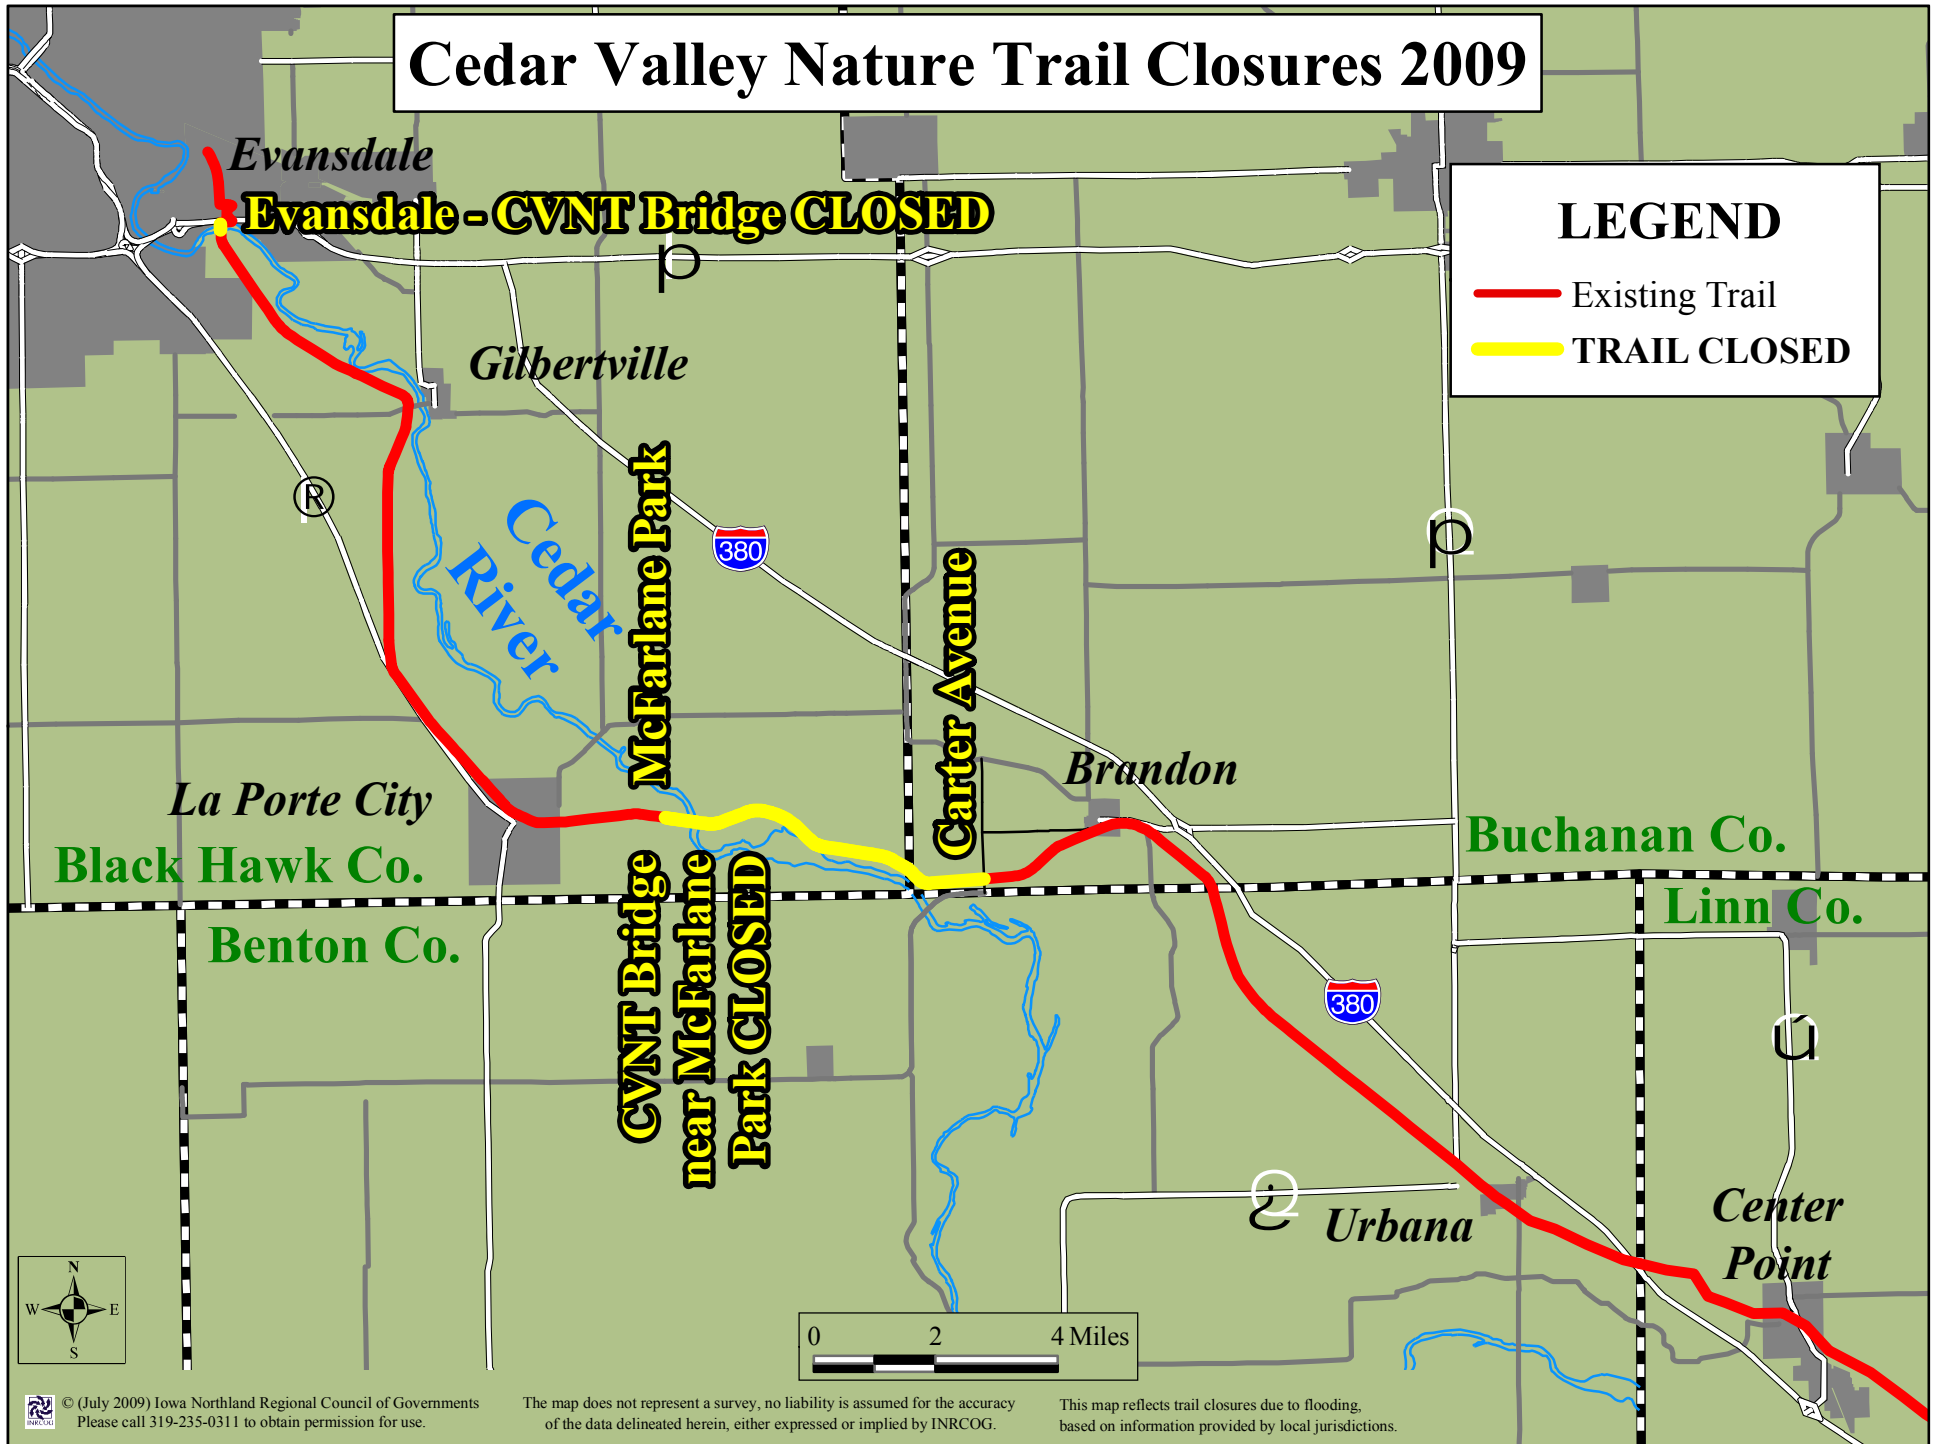 Cedar Valley Nature Trail Closures 2009
Evansdale
Evansdale - CVNT Bridge CLOSED
p
LEGEND
Existing Trail
TRAIL CLOSED
Gilbertville
®
Cedar
River
McFarlane Park
380
p
Carter Avenue
Brandon
La Porte City
Black Hawk Co.
Buchanan Co.
Benton Co.
Linn Co.
CVNT Bridge
near McFarlane
Park CLOSED
380
ú
¿
Urbana
Center
Point
N
W E
S
0 2 4 Miles
INRCOG
© (July 2009) Iowa Northland Regional Council of Governments
Please call 319-235-0311 to obtain permission for use.
The map does not represent a survey, no liability is assumed for the accuracy
of the data delineated herein, either expressed or implied by INRCOG.
This map reflects trail closures due to flooding,
based on information provided by local jurisdictions.